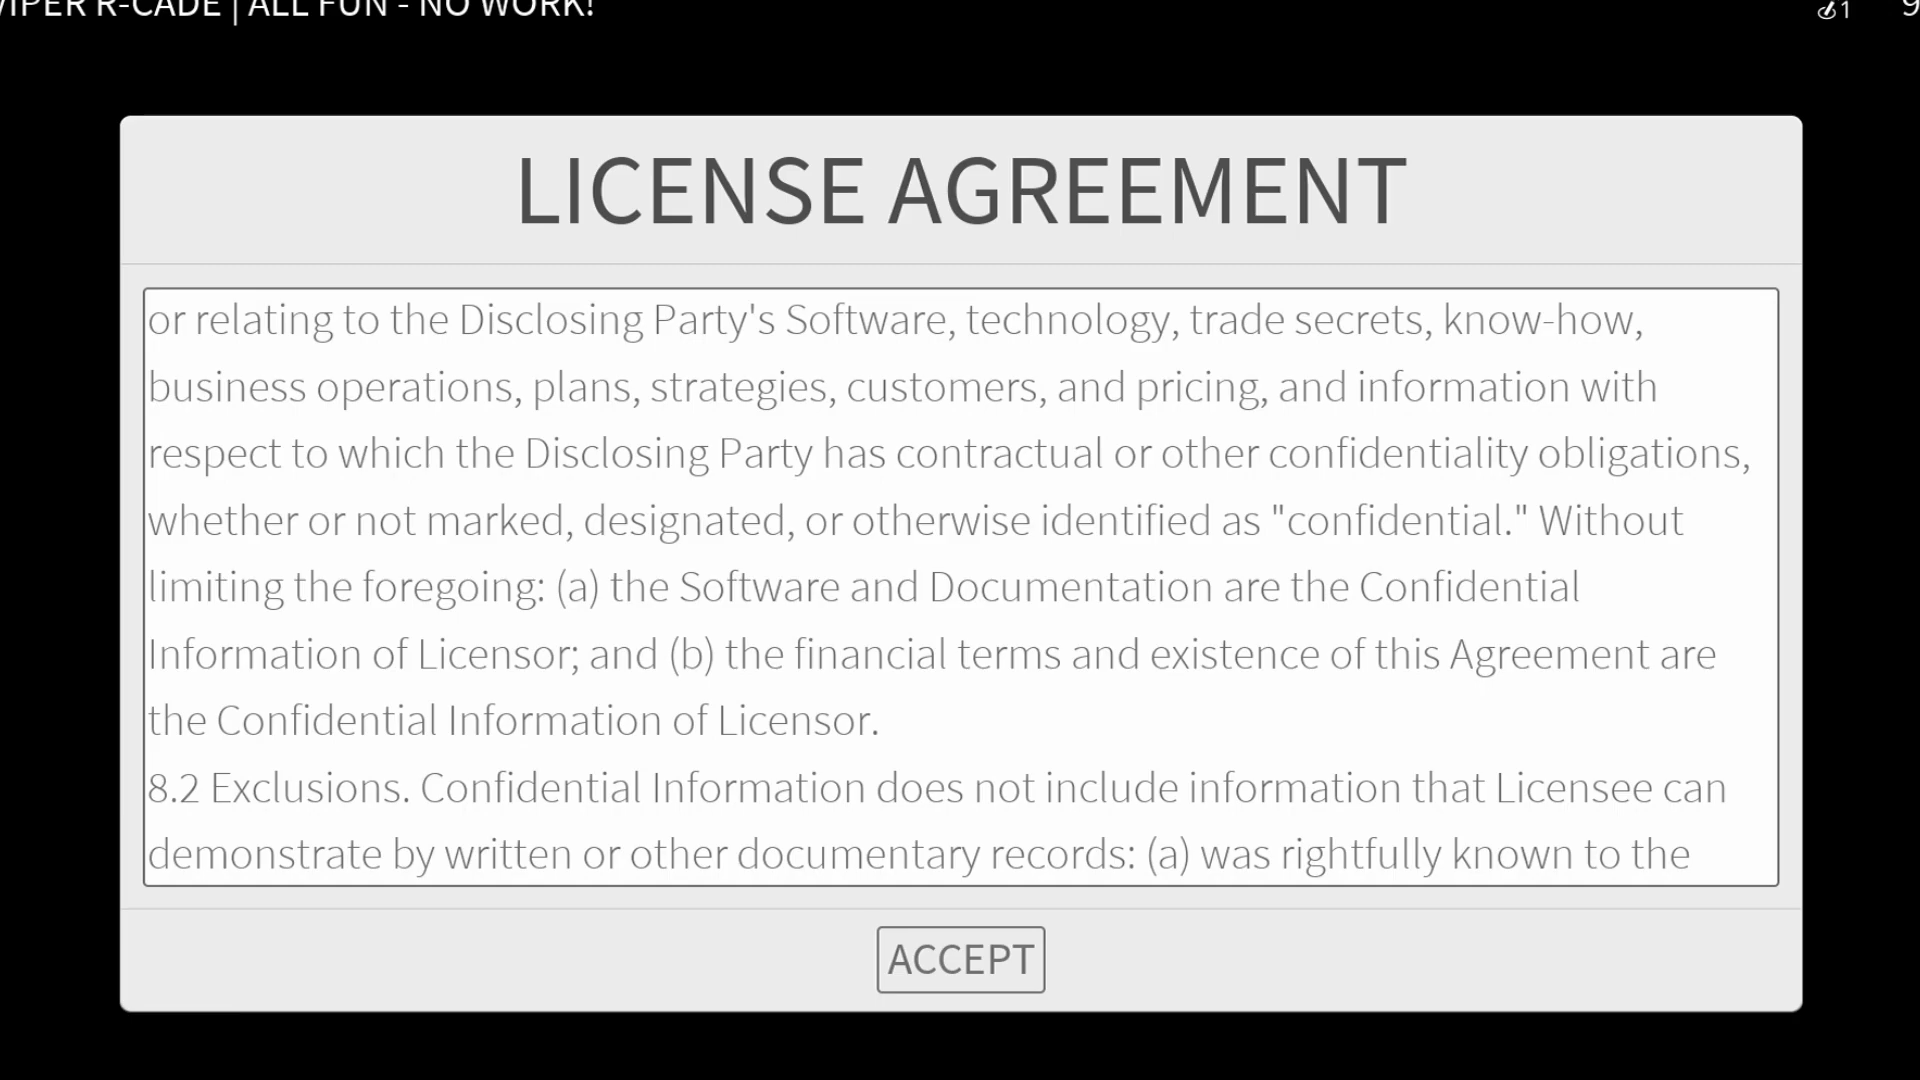 VIPER R-CADE | ALL FUN - NO WORK!
1
9
LICENSE AGREEMENT
or relating to the Disclosing Party's Software, technology, trade secrets, know-how,
business operations, plans, strategies, customers, and pricing, and information with
respect to which the Disclosing Party has contractual or other confidentiality obligations,
whether or not marked, designated, or otherwise identified as "confidential." Without
limiting the foregoing: (a) the Software and Documentation are the Confidential
Information of Licensor; and (b) the financial terms and existence of this Agreement are
the Confidential Information of Licensor.
8.2 Exclusions. Confidential Information does not include information that Licensee can
demonstrate by written or other documentary records: (a) was rightfully known to the
ACCEPT